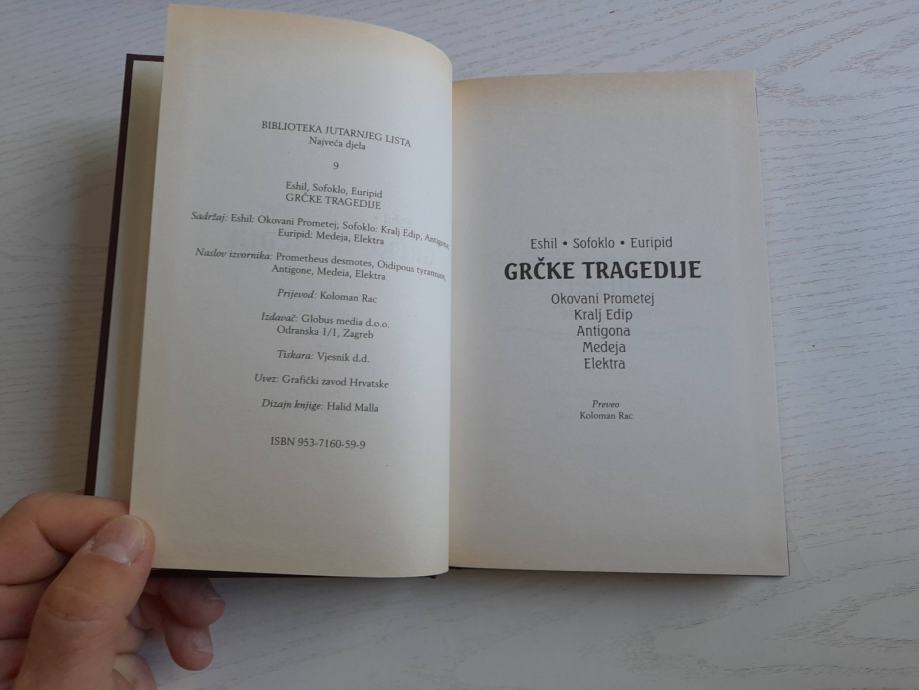 BIBLIOTEKA JUTARNJEG LISTA
Najveća djela
9
Eshil, Sofoklo, Euripid
GRČKE TRAGEDIJE
Sadržaj: Eshil: Okovani Prometej; Sofoklo: Kralj Edip, Antigona;
Euripid: Medeja, Elektra
Naslov izvornika: Prometheus desmotes, Oidipous tyrannos,
Antigone, Medeia, Elektra
Prijevod: Koloman Rac
Izdavač: Globus media d.o.o.
Odranska 1/1, Zagreb
Tiskara: Vjesnik d.d.
Uvez: Grafički zavod Hrvatske
Dizajn knjige: Halid Malla
ISBN 953-7160-59-9
Eshil • Sofoklo • Euripid
GRČKE TRAGEDIJE
Okovani Prometej
Kralj Edip
Antigona
Medeja
Elektra
Preveo
Koloman Rac